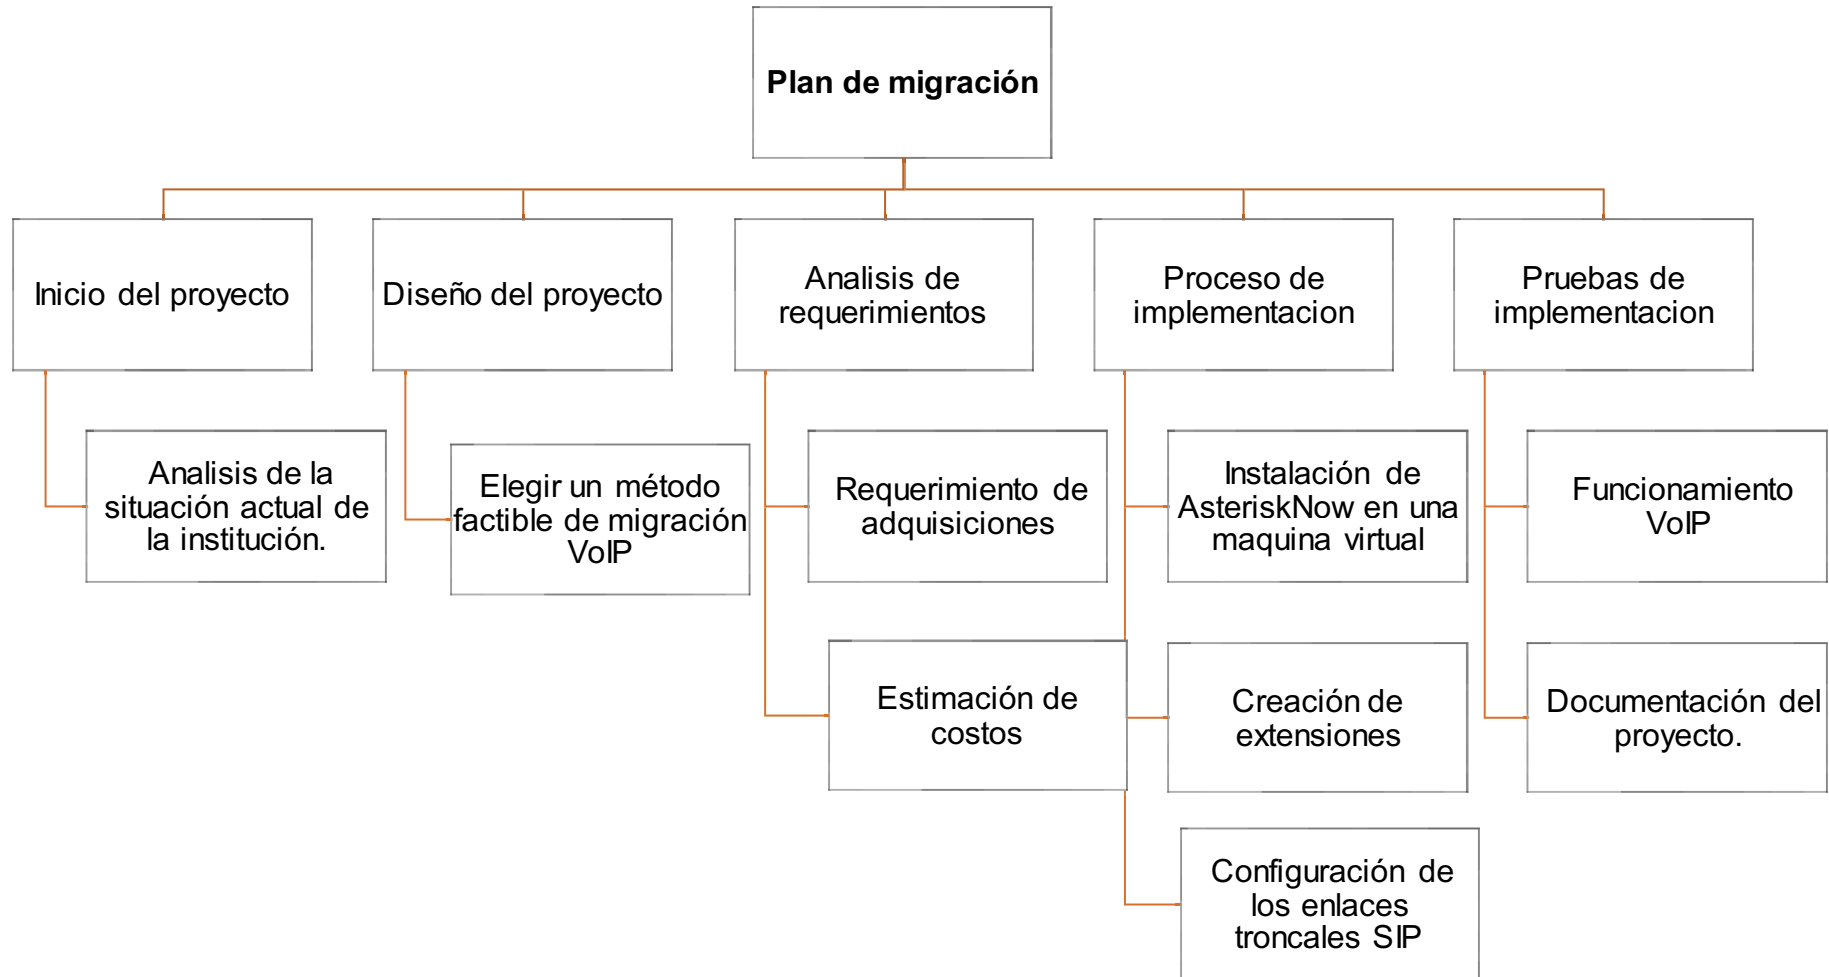 Plan de migración
Inicio del proyecto
Diseño del proyecto
Analisis de
requerimientos
Proceso de
implementacion
Pruebas de
implementacion
Analisis de la
situación actual de
la institución.
Elegir un método
factible de migración
VoIP
Requerimiento de
adquisiciones
Instalación de
AsteriskNow en una
maquina virtual
Funcionamiento
VoIP
Estimación de
costos
Creación de
extensiones
Documentación del
proyecto.
Configuración de
los enlaces
troncales SIP